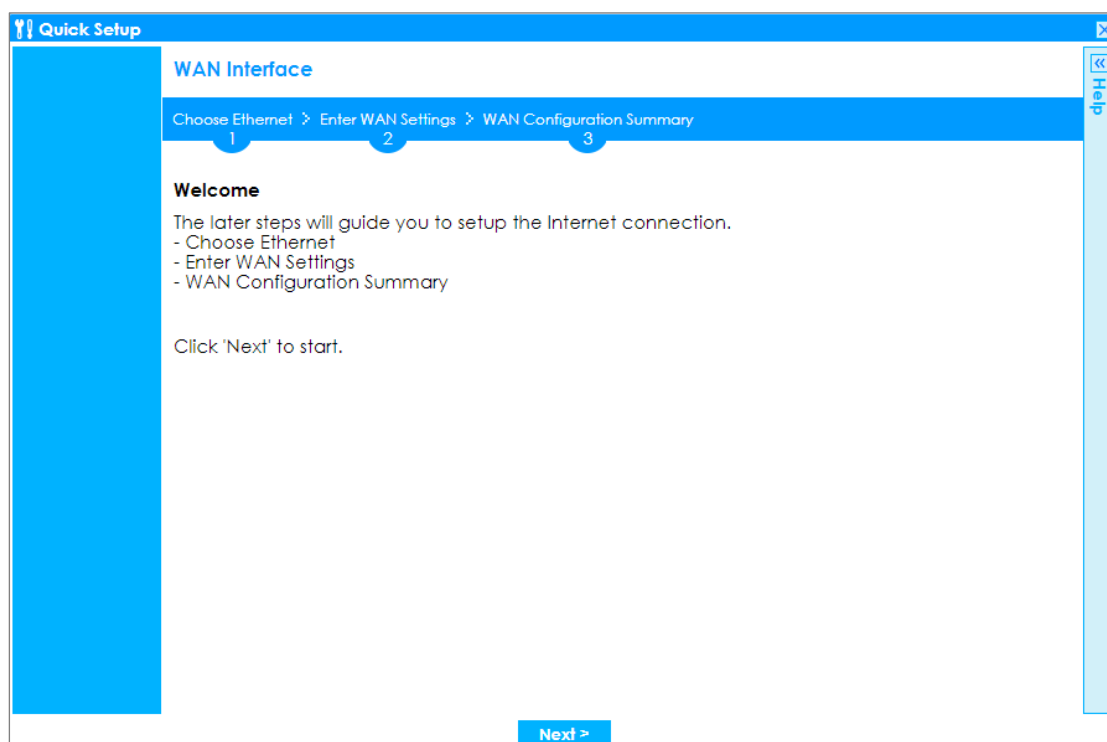 Quick Setup
WAN Interface
Help
Choose Ethernet > Enter WAN Settings > WAN Configuration Summary
1 2 3
Welcome
The later steps will guide you to setup the Internet connection.
- Choose Ethernet
- Enter WAN Settings
- WAN Configuration Summary
Click 'Next' to start.
Next >